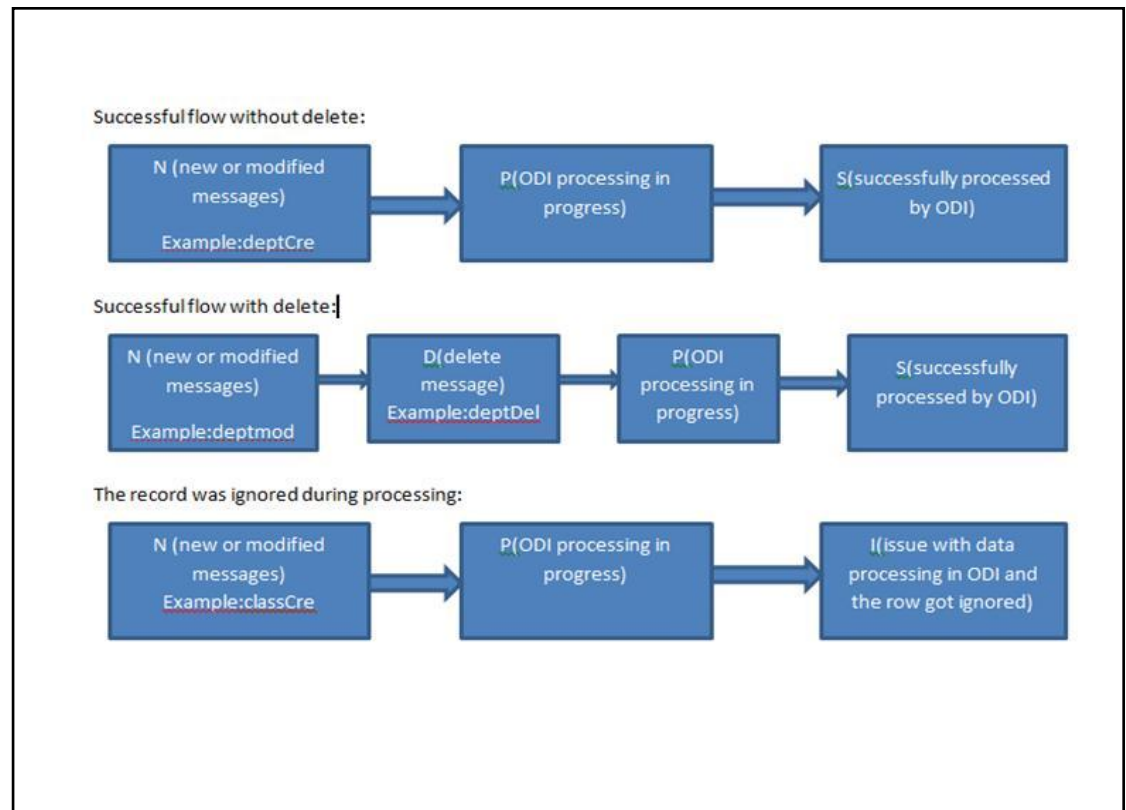 Successful flow without delete:
N (new or modified
messages)
Example:deptCre
P(ODI processing in
progress)
S(successfully processed
by ODI)
Successful flow with delete:
N (new or modified
messages)
Example:deptmod
D(delete
message)
Example:deptDel
P(ODI
processing in
progress)
S(successfully
processed by ODI)
The record was ignored during processing:
N (new or modified
messages)
Example:classCre
P(ODI processing in
progress)
I(issue with data
processing in ODI and
the row got ignored)